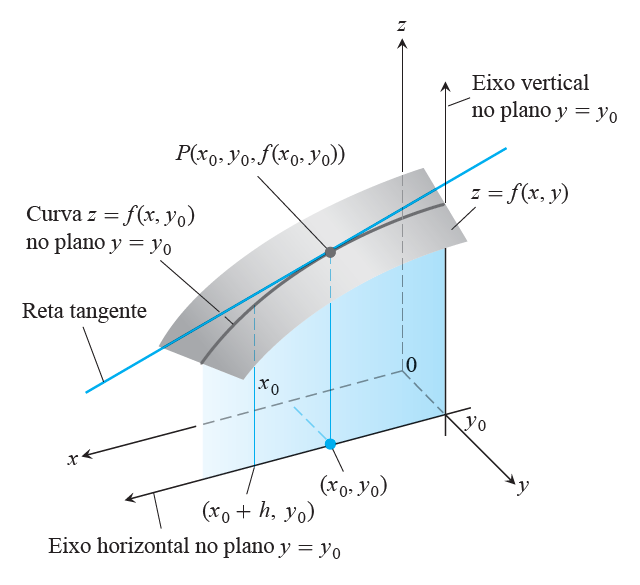 z
Eixo vertical
no plano y = y₀
P(x₀, y₀, f(x₀, y₀))
z = f(x, y)
Curva z = f(x, y₀)
no plano y = y₀
Reta tangente
0
x₀
y₀
x
(x₀, y₀)
y
(x₀ + h, y₀)
Eixo horizontal no plano y = y₀